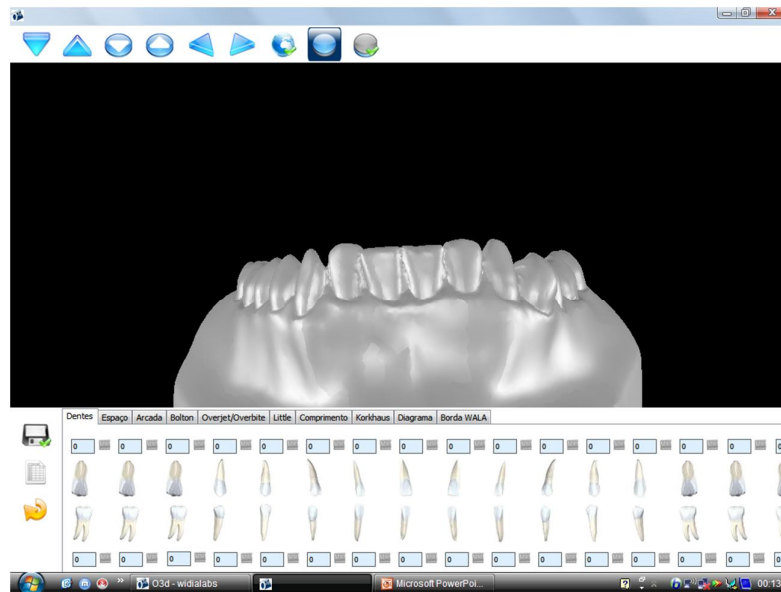 Dentes Espaço Arcada Bolton Overjet/Overbite Little Comprimento Korkhaus Diagrama Borda WALA
0 0 0 0 0 0 0 0 0 0 0 0 0 0 0 0
0 0 0 0 0 0 0 0 0 0 0 0 0 0 0 0
» O3d - widialabs Microsoft PowerPoi... 00:13